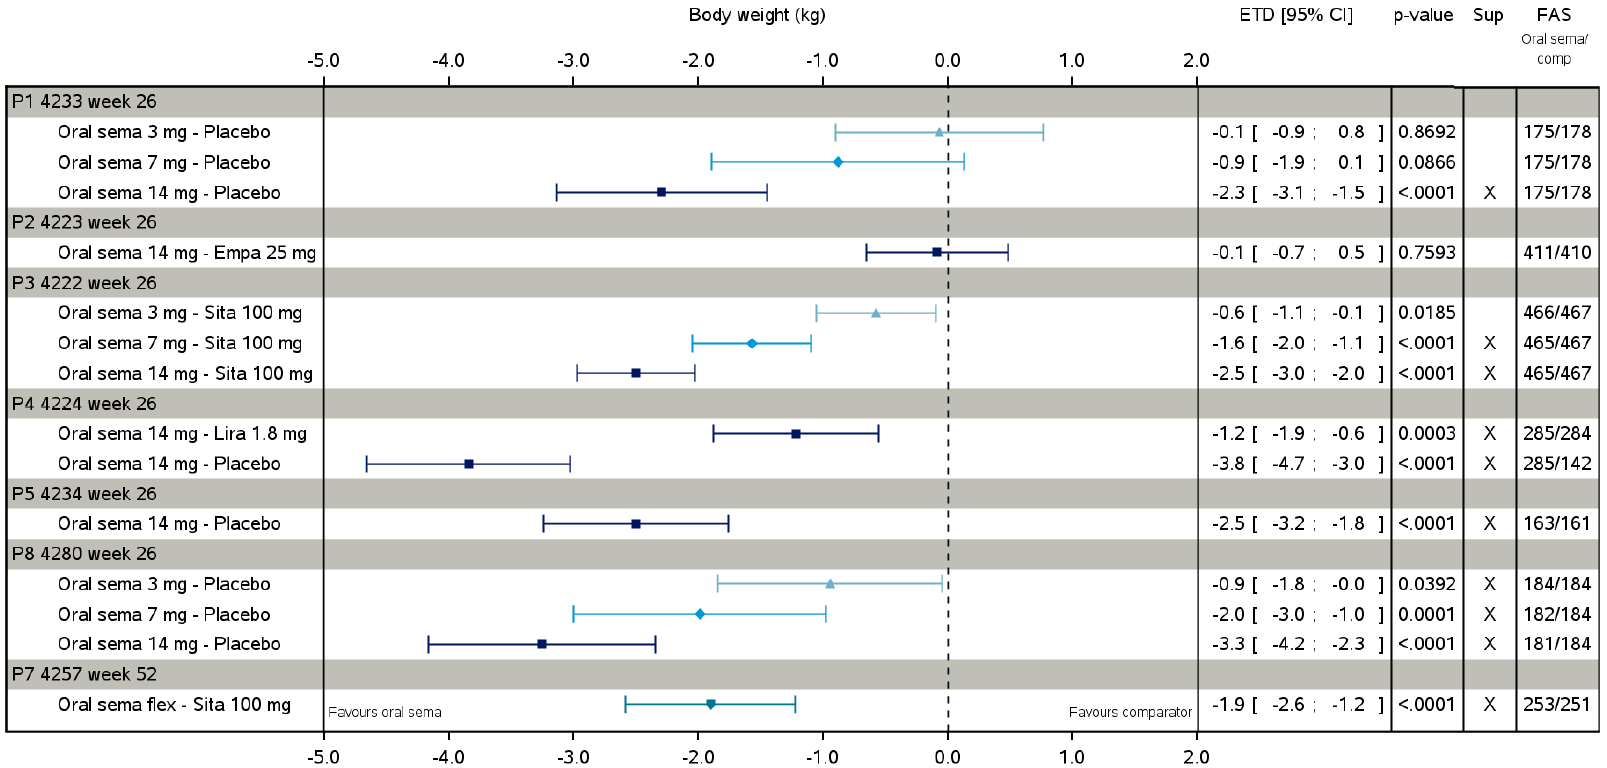 Body weight (kg) ETD [95% CI] p-value Sup FAS
Oral sema/
comp
-5.0 -4.0 -3.0 -2.0 -1.0 0.0 1.0 2.0
P1 4233 week 26
Oral sema 3 mg - Placebo -0.1 [ -0.9 ; 0.8 ] 0.8692 175/178
Oral sema 7 mg - Placebo -0.9 [ -1.9 ; 0.1 ] 0.0866 175/178
Oral sema 14 mg - Placebo -2.3 [ -3.1 ; -1.5 ] <.0001 X 175/178
P2 4223 week 26
Oral sema 14 mg - Empa 25 mg -0.1 [ -0.7 ; 0.5 ] 0.7593 411/410
P3 4222 week 26
Oral sema 3 mg - Sita 100 mg -0.6 [ -1.1 ; -0.1 ] 0.0185 466/467
Oral sema 7 mg - Sita 100 mg -1.6 [ -2.0 ; -1.1 ] <.0001 X 465/467
Oral sema 14 mg - Sita 100 mg -2.5 [ -3.0 ; -2.0 ] <.0001 X 465/467
P4 4224 week 26
Oral sema 14 mg - Lira 1.8 mg -1.2 [ -1.9 ; -0.6 ] 0.0003 X 285/284
Oral sema 14 mg - Placebo -3.8 [ -4.7 ; -3.0 ] <.0001 X 285/142
P5 4234 week 26
Oral sema 14 mg - Placebo -2.5 [ -3.2 ; -1.8 ] <.0001 X 163/161
P8 4280 week 26
Oral sema 3 mg - Placebo -0.9 [ -1.8 ; -0.0 ] 0.0392 X 184/184
Oral sema 7 mg - Placebo -2.0 [ -3.0 ; -1.0 ] 0.0001 X 182/184
Oral sema 14 mg - Placebo -3.3 [ -4.2 ; -2.3 ] <.0001 X 181/184
P7 4257 week 52
Oral sema flex - Sita 100 mg -1.9 [ -2.6 ; -1.2 ] <.0001 X 253/251
Favours oral sema Favours comparator
-5.0 -4.0 -3.0 -2.0 -1.0 0.0 1.0 2.0